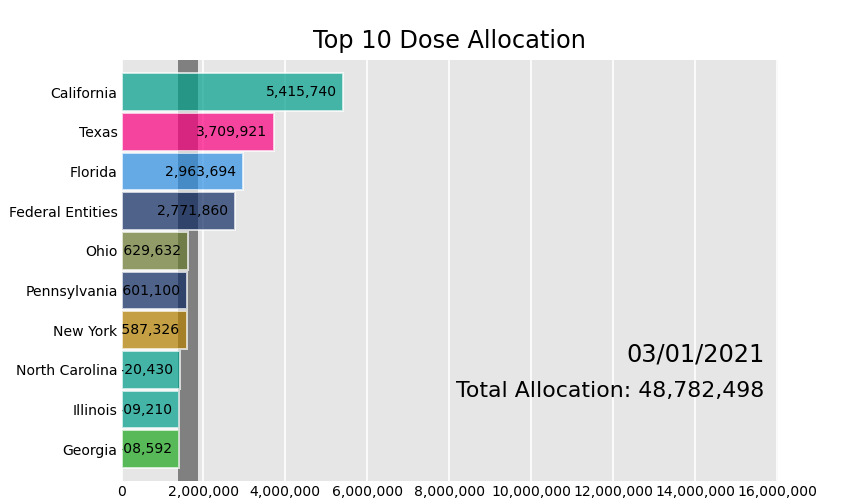 Top 10 Dose Allocation
California 5,415,740
Texas 3,709,921
Florida 2,963,694
Federal Entities 2,771,860
Ohio 629,632
Pennsylvania 601,100
New York 587,326
North Carolina 20,430
Illinois 09,210
Georgia 08,592
03/01/2021
Total Allocation: 48,782,498
0 2,000,000 4,000,000 6,000,000 8,000,000 10,000,000 12,000,000 14,000,000 16,000,000